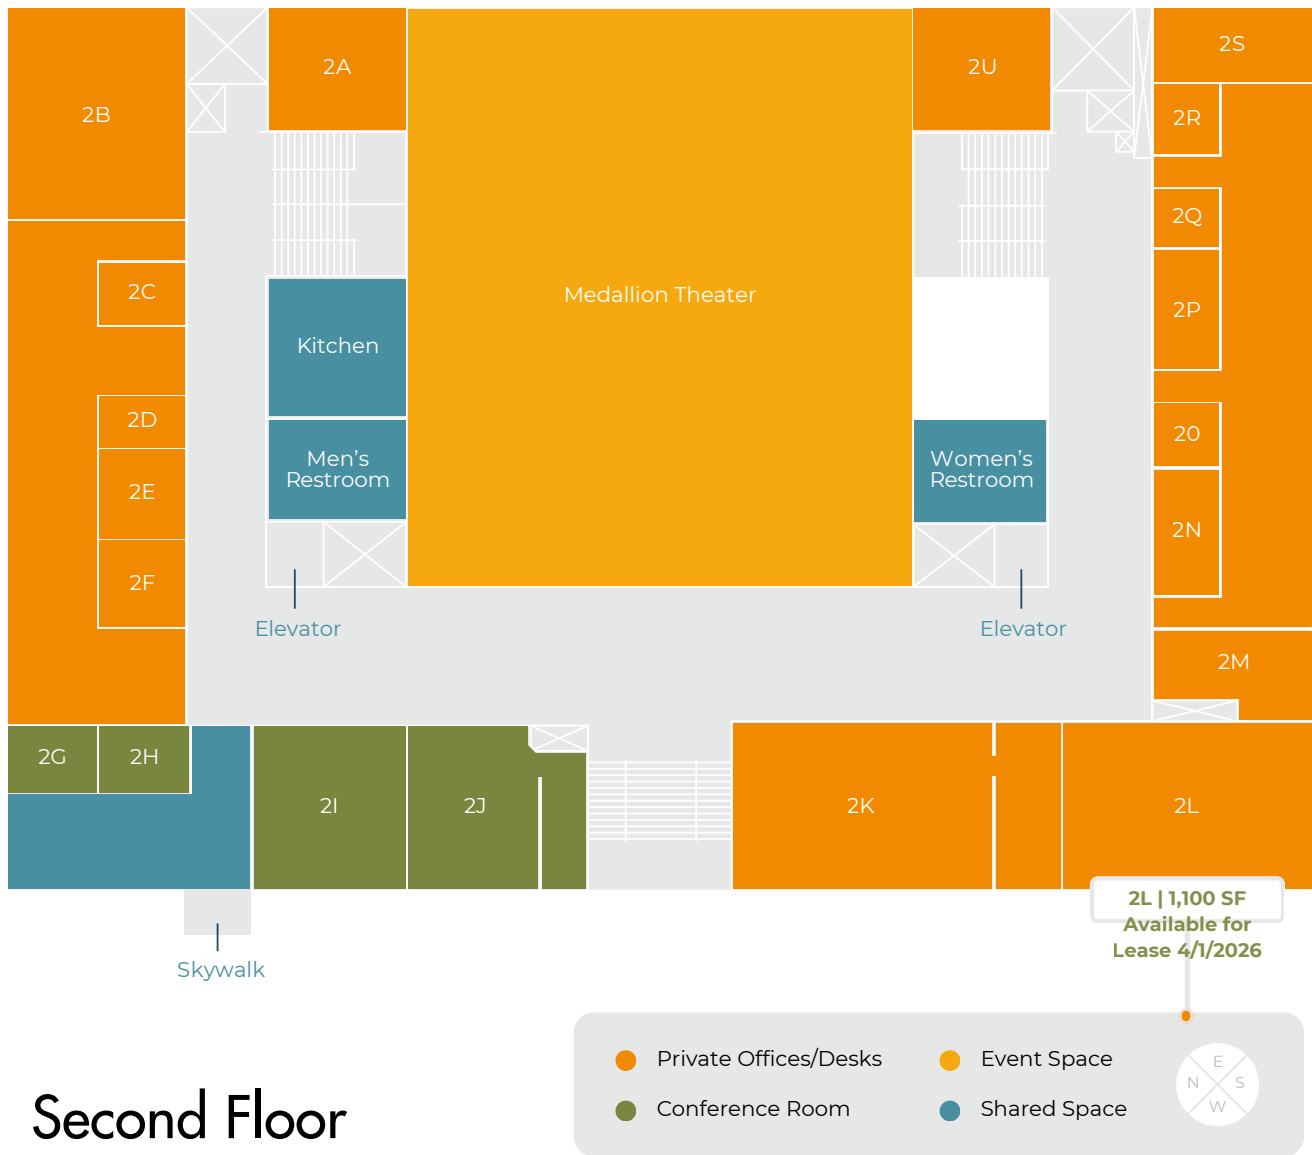 2A
2U
2S
2B
2R
2Q
2C
Medallion Theater
2P
Kitchen
2D
20
Men’s
Restroom
Women’s
Restroom
2E
2N
2F
Elevator
Elevator
2M
2G
2H
2I
2J
2K
2L
2L | 1,100 SF
Available for
Lease 4/1/2026
Skywalk
Private Offices/Desks
Event Space
Conference Room
Shared Space
E
N
S
W
Second Floor